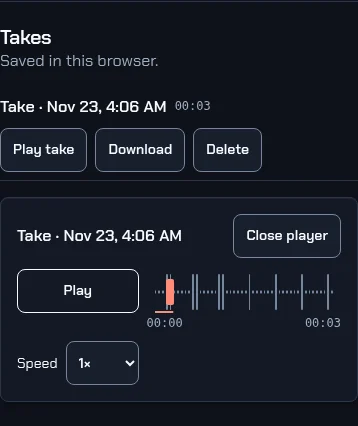 Takes
Saved in this browser.
Take · Nov 23, 4:06 AM 00:03
Play take Download Delete
Take · Nov 23, 4:06 AM Close player
Play
00:00 00:03
Speed 1×